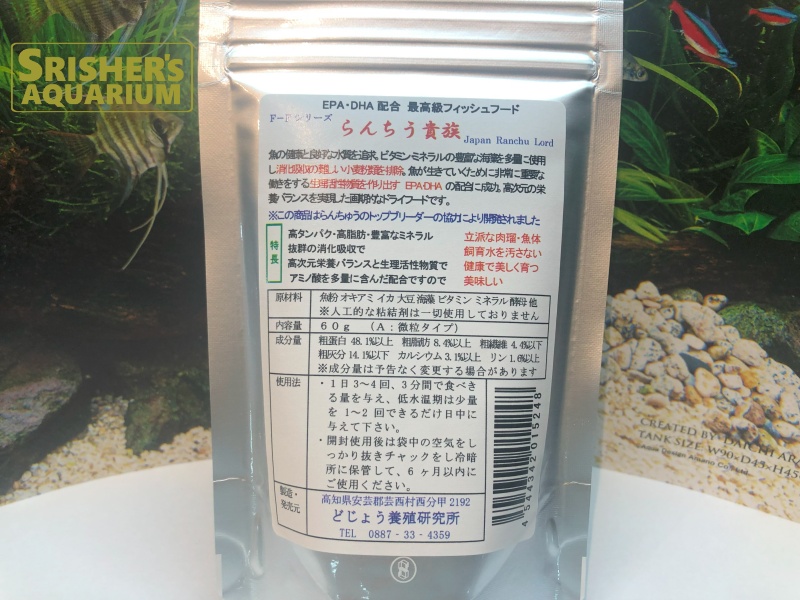 SRISHER'S
AQUARIUM
EPA・DHA 配合 最高級フィッシュフード
F-Ⅱシリーズ
らんちう貴族 Japan Ranchu Lord
魚の健康と良好な水質を追求、ビタミン・ミネラルの豊富な海藻を多量に使用
し消化吸収の難しい小麦粉類を排除。魚が生きていくために非常に重要な
働きをする生理活性物質を作り出す EPA・DHA の配合に成功。高次元の栄
養バランスを実現した画期的なドライフードです。
※この商品はらんちゅうのトップブリーダーの協力により開発されました
特長
高タンパク・高脂肪・豊富なミネラル 立派な肉瘤・魚体
抜群の消化吸収で 飼育水を汚さない
高次元栄養バランスと生理活性物質で 健康で美しく育つ
アミノ酸を多量に含んだ配合ですので 美味しい
原材料 魚粉 オキアミ イカ 大豆 海藻 ビタミン ミネラル 酵母 他
※人工的な粘結剤は一切使用しておりません
内容量 60g (A:微粒タイプ)
成分量 粗蛋白 48.1%以上 粗脂肪 8.4%以上 粗繊維 4.4%以下
粗灰分 14.1%以下 カルシウム 3.1%以上 リン 1.6%以上
※成分量は予告なく変更する場合があります
使用法 ・1日3〜4回、3分間で食べき
る量を与え、低水温期は少量
を 1〜2 回できるだけ日中に
与えて下さい。
・開封使用後は袋中の空気をし
っかり抜きチャックをし冷暗
所に保管して、6 ヶ月以内に
ご使用ください。
4544342015248
製造・
発売元
高知県安芸郡芸西村西分甲 2192
どじょう養殖研究所
TEL 0887-33-4359
CREATED BY DAICHI ARA
TANK SIZE W90×D45×H45